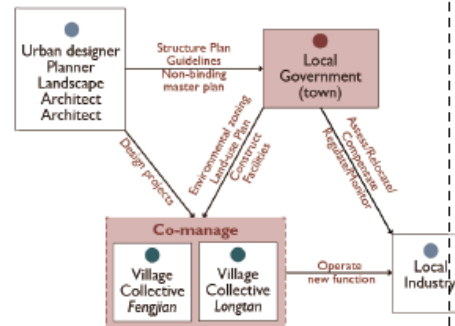 Urban designer
Planner
Landscape
Architect
Architect
Structure Plan
Guidelines
Non-binding
master plan
Local
Government
(town)
Design projects
Environmental zoning
Land-use Plan
Construct
Facilities
Assess/Relocate/
Compensate
Regulate/Monitor
Co-manage
Village
Collective
Fengjian
Village
Collective
Longtan
Operate
new function
Local
Industry